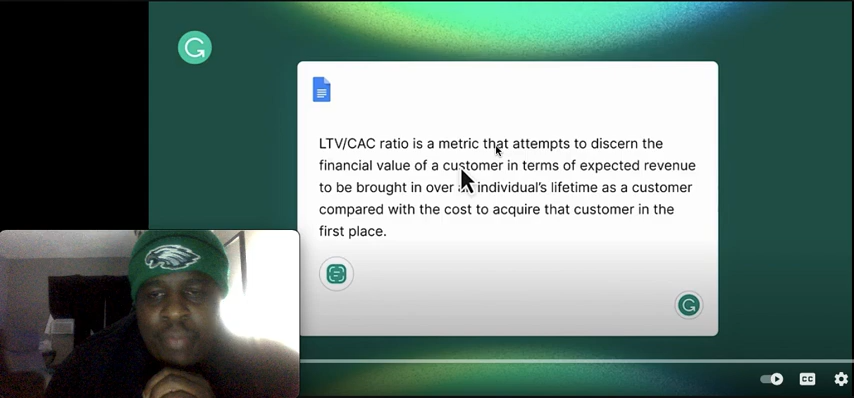 LTV/CAC ratio is a metric that attempts to discern the
financial value of a customer in terms of expected revenue
to be brought in over individual's lifetime as a customer
compared with the cost to acquire that customer in the
first place.
CC